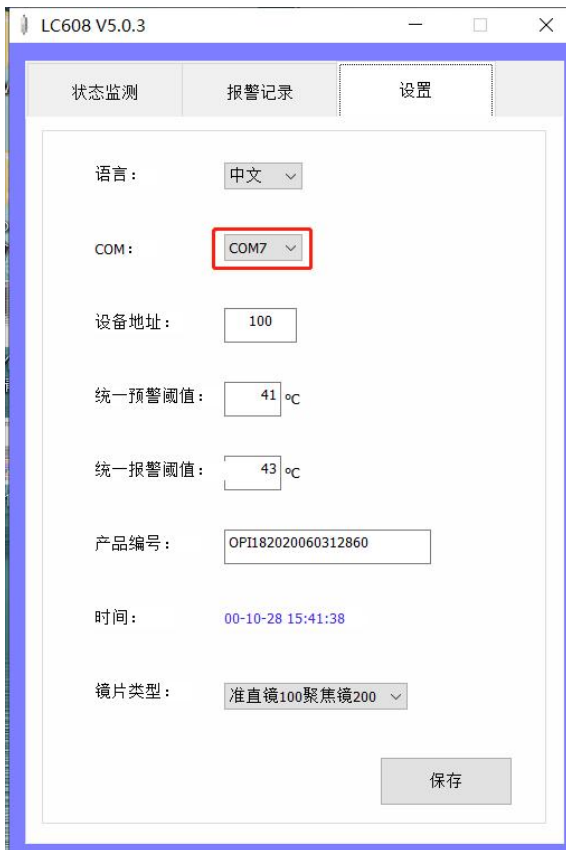 LC608 V5.0.3
状态监测 报警记录 设置
语言： 中文
COM： COM7
设备地址： 100
统一预警阈值： 41 ℃
统一报警阈值： 43 ℃
产品编号： OPI182020060312860
时间： 00-10-28 15:41:38
镜片类型： 准直镜100聚焦镜200
保存